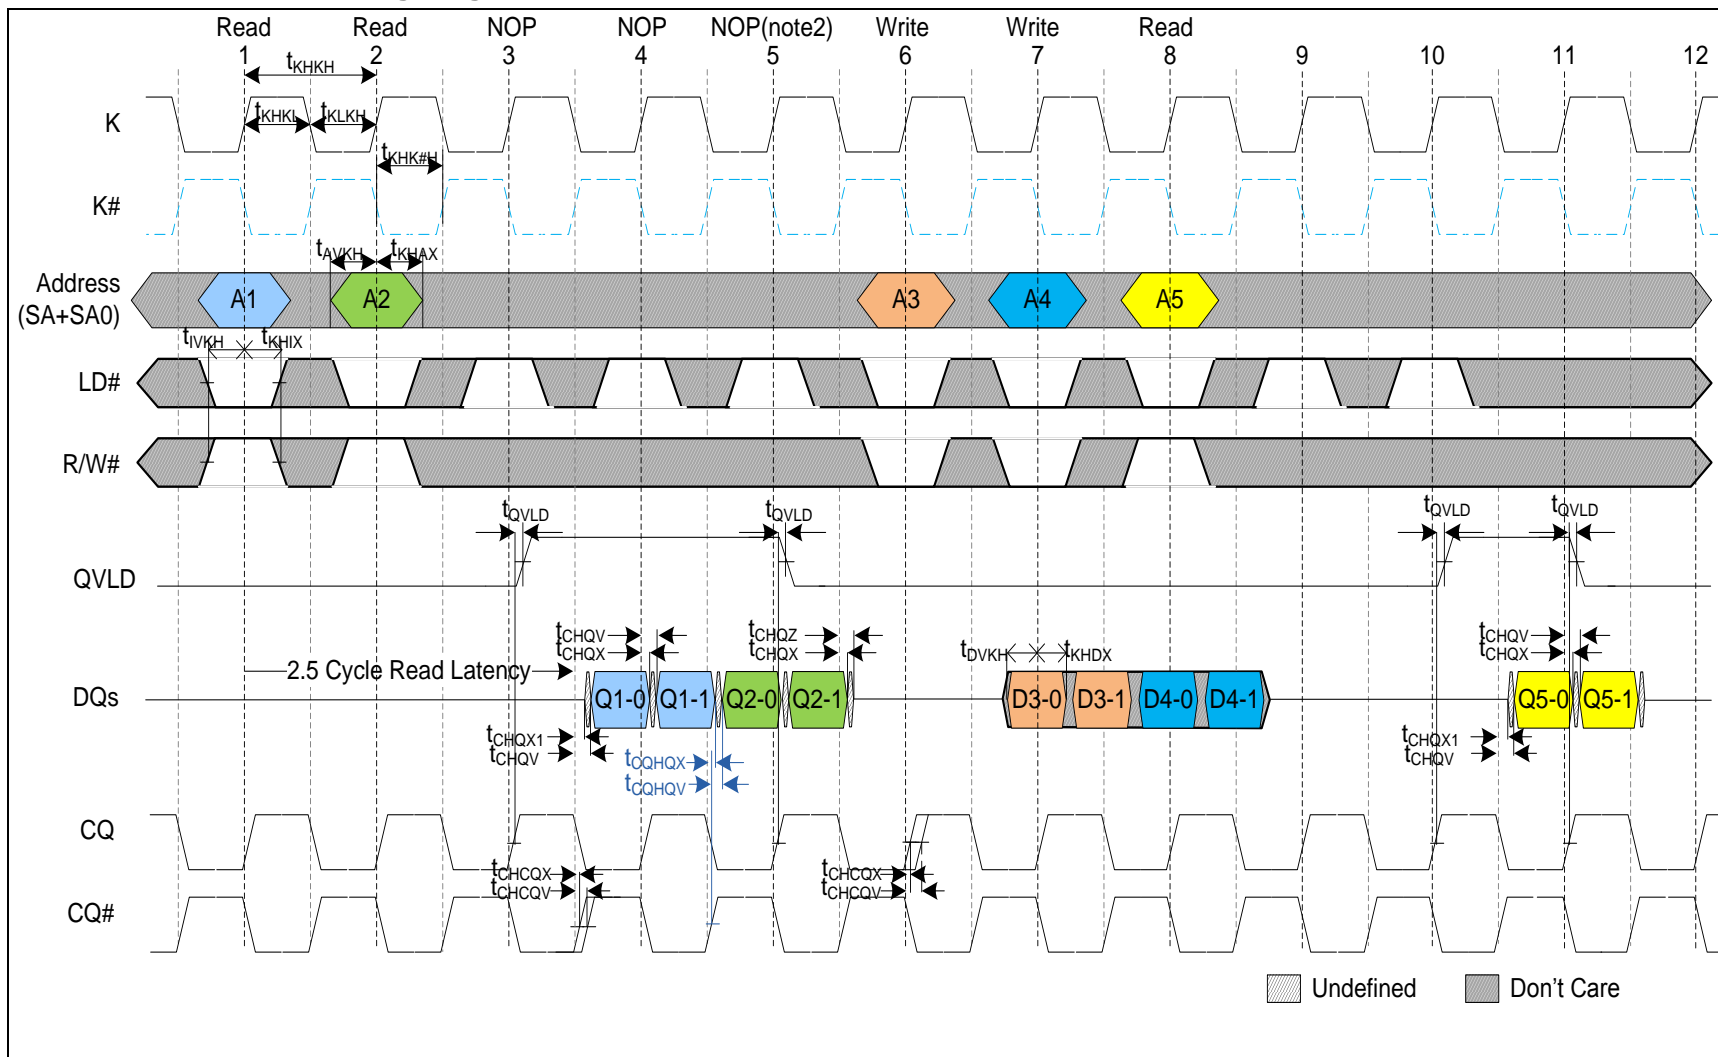 Read Read NOP NOP NOP(note2) Write Write Read
1 2 3 4 5 6 7 8 9 10 11 12
tKHKH
K
tKHKL tKLKH
tKHK#H
K#
tAVKH tKHAX
Address
(SA+SA0)
A1 A2 A3 A4 A5
tIVKH tKHIX
LD#
R/W#
tQVLD tQVLD tQVLD tQVLD
QVLD
tCHQV tCHQZ tCHQV
tCHQX tCHQX tDVKH tKHDX tCHQX
2.5 Cycle Read Latency
DQs
Q1-0 Q1-1 Q2-0 Q2-1 D3-0 D3-1 D4-0 D4-1 Q5-0 Q5-1
tCHQX1 tCHQX1
tCHQV tCHQV
tCQHQX
tCQHQV
CQ
tCHCQX tCHCQX
tCHCQV tCHCQV
CQ#
Undefined Don't Care